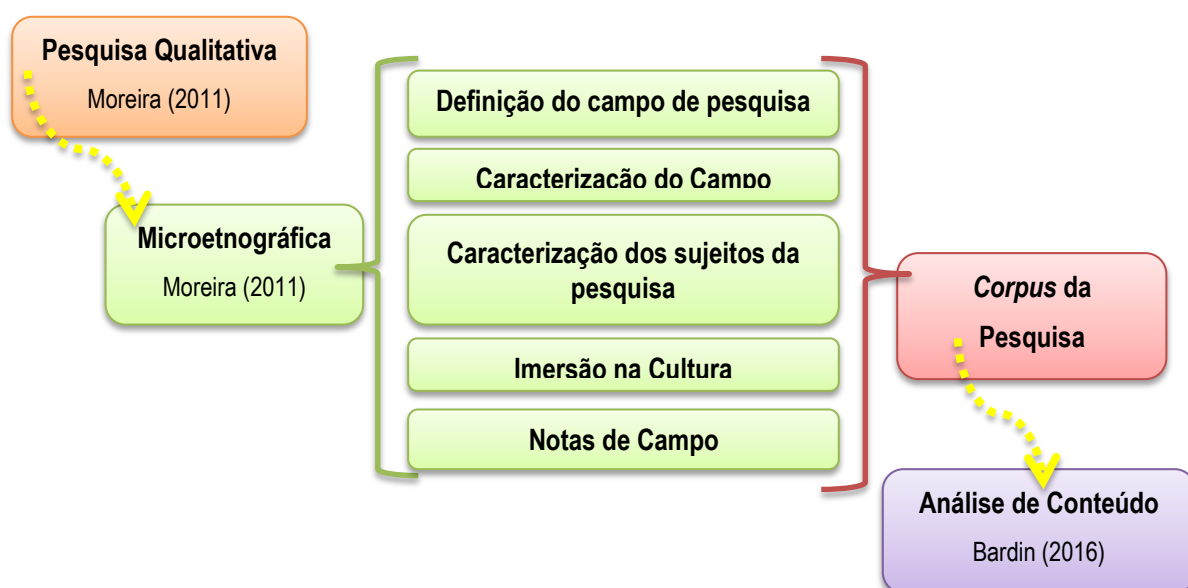 Pesquisa Qualitativa
Moreira (2011)
Microetnográfica
Moreira (2011)
Definição do campo de pesquisa
Caracterização do Campo
Caracterização dos sujeitos da
pesquisa
Imersão na Cultura
Notas de Campo
Corpus da
Pesquisa
Análise de Conteúdo
Bardin (2016)